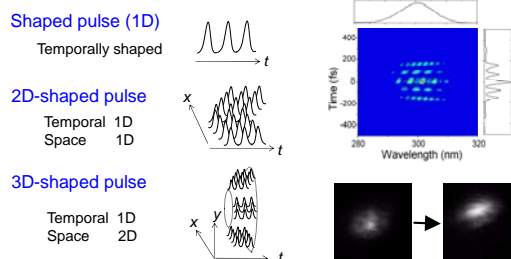 Shaped pulse (1D)
Temporally shaped
t
2D-shaped pulse
Temporal 1D
Space 1D
x
t
3D-shaped pulse
Temporal 1D
Space 2D
x
y
t
Time (fs)
400
200
0
-200
-400
280
300
320
Wavelength (nm)